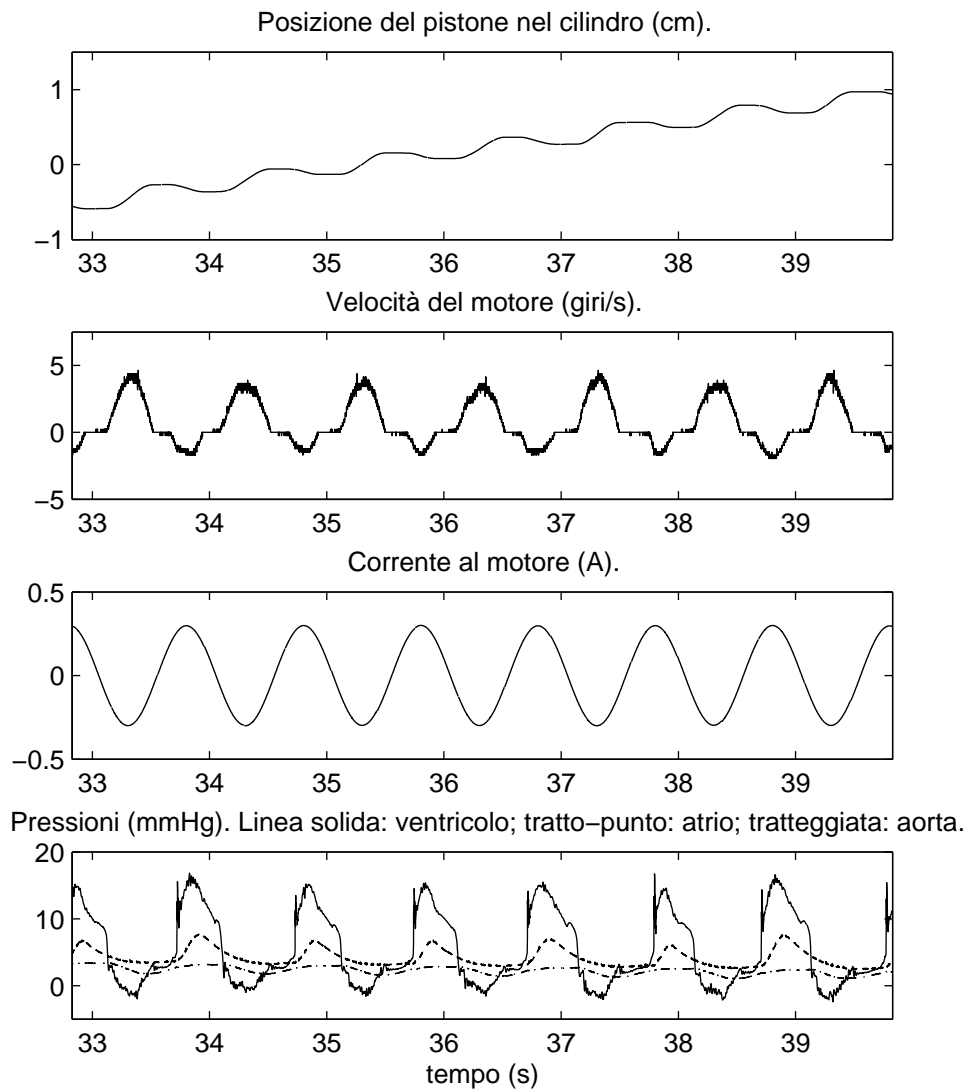 Posizione del pistone nel cilindro (cm).
1
0
−1
33 34 35 36 37 38 39
Velocità del motore (giri/s).
5
0
−5
33 34 35 36 37 38 39
Corrente al motore (A).
0.5
0
−0.5
33 34 35 36 37 38 39
Pressioni (mmHg). Linea solida: ventricolo; tratto−punto: atrio; tratteggiata: aorta.
20
10
0
33 34 35 36 37 38 39
tempo (s)